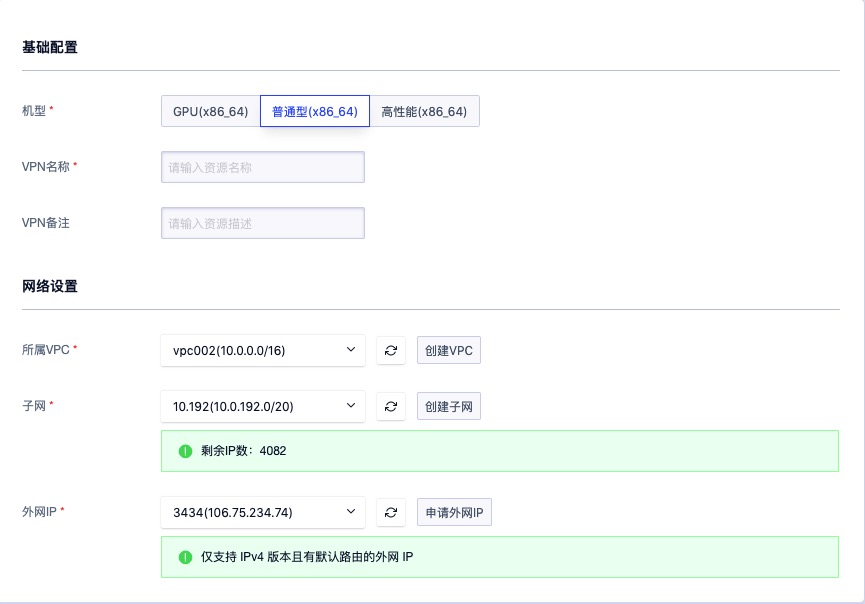 基础配置
机型 * GPU(x86_64) 普通型(x86_64) 高性能(x86_64)
VPN名称 * 请输入资源名称
VPN备注 请输入资源描述
网络设置
所属VPC * vpc002(10.0.0.0/16) 创建VPC
子网 * 10.192(10.0.192.0/20) 创建子网
剩余IP数：4082
外网IP * 3434(106.75.234.74) 申请外网IP
仅支持 IPv4 版本且有默认路由的外网 IP